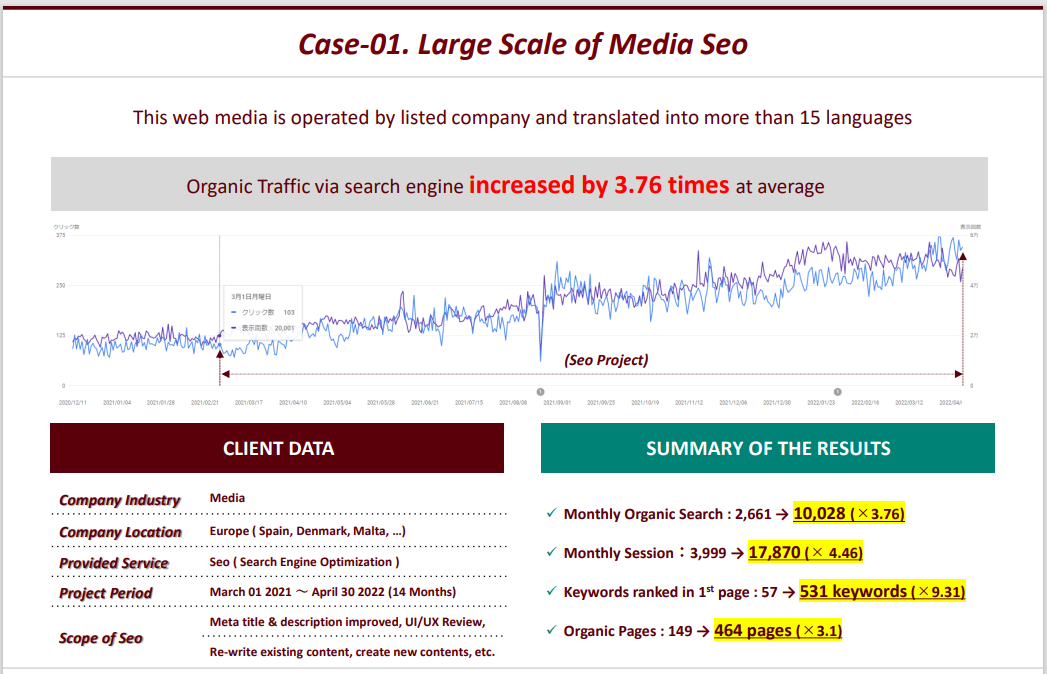 Case-01. Large Scale of Media Seo
This web media is operated by listed company and translated into more than 15 languages
Organic Traffic via search engine increased by 3.76 times at average
クリック数 表示回数
375 6万
250 4万
125 2万
0 0
3月1日月曜日
クリック数 103
表示回数 20,001
(Seo Project)
2020/12/11 2021/01/04 2021/01/28 2021/02/21 2021/03/17 2021/04/10 2021/05/04 2021/05/28 2021/06/21 2021/07/15 2021/08/08 2021/09/01 2021/09/25 2021/10/19 2021/11/12 2021/12/06 2021/12/30 2022/01/23 2022/02/16 2022/03/12 2022/04/
CLIENT DATA
Company Industry Media
Company Location Europe ( Spain, Denmark, Malta, ...)
Provided Service Seo ( Search Engine Optimization )
Project Period March 01 2021 ～ April 30 2022 (14 Months)
Scope of Seo Meta title & description improved, UI/UX Review,
Re-write existing content, create new contents, etc.
SUMMARY OF THE RESULTS
✓ Monthly Organic Search : 2,661 → 10,028 (×3.76)
✓ Monthly Session：3,999 → 17,870 (× 4.46)
✓ Keywords ranked in 1st page : 57 → 531 keywords (×9.31)
✓ Organic Pages : 149 → 464 pages (×3.1)